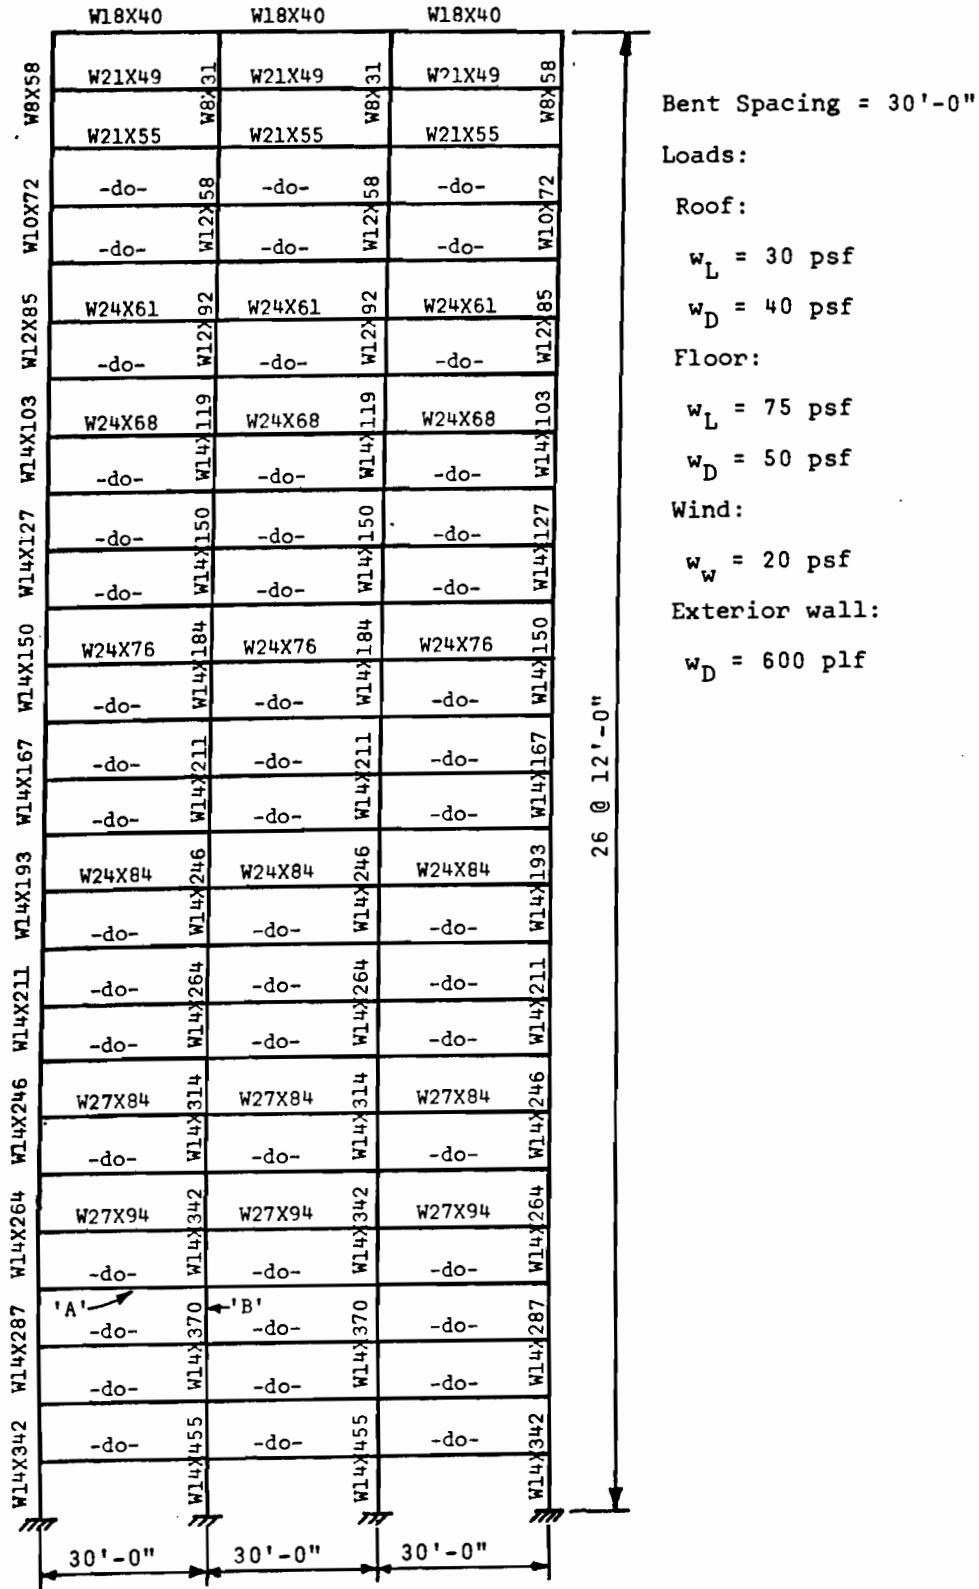 W18X40 W18X40 W18X40
W8X58 W21X49 W8X31 W21X49 W8X31 W21X49 W8X58
W21X55 W21X55 W21X55
W10X72 -do- W12X58 -do- W12X58 -do- W10X72
-do- -do- -do-
W12X85 W24X61 W12X92 W24X61 W12X92 W24X61 W12X85
-do- -do- -do-
W14X103 W24X68 W14X119 W24X68 W14X119 W24X68 W14X103
-do- -do- -do-
W14X127 -do- W14X150 -do- W14X150 -do- W14X127
-do- -do- -do-
W14X150 W24X76 W14X184 W24X76 W14X184 W24X76 W14X150
-do- -do- -do-
W14X167 -do- W14X211 -do- W14X211 -do- W14X167
-do- -do- -do-
W14X193 W24X84 W14X246 W24X84 W14X246 W24X84 W14X193
-do- -do- -do-
W14X211 -do- W14X264 -do- W14X264 -do- W14X211
-do- -do- -do-
W14X246 W27X84 W14X314 W27X84 W14X314 W27X84 W14X246
-do- -do- -do-
W14X264 W27X94 W14X342 W27X94 W14X342 W27X94 W14X264
-do- -do- -do-
'A' 'B'
W14X287 -do- W14X370 -do- W14X370 -do- W14X287
-do- -do- -do-
W14X342 -do- W14X455 -do- W14X455 -do- W14X342
30'-0" 30'-0" 30'-0"
26 @ 12'-0"
Bent Spacing = 30'-0"
Loads:
Roof:
wL = 30 psf
wD = 40 psf
Floor:
wL = 75 psf
wD = 50 psf
Wind:
ww = 20 psf
Exterior wall:
wD = 600 plf